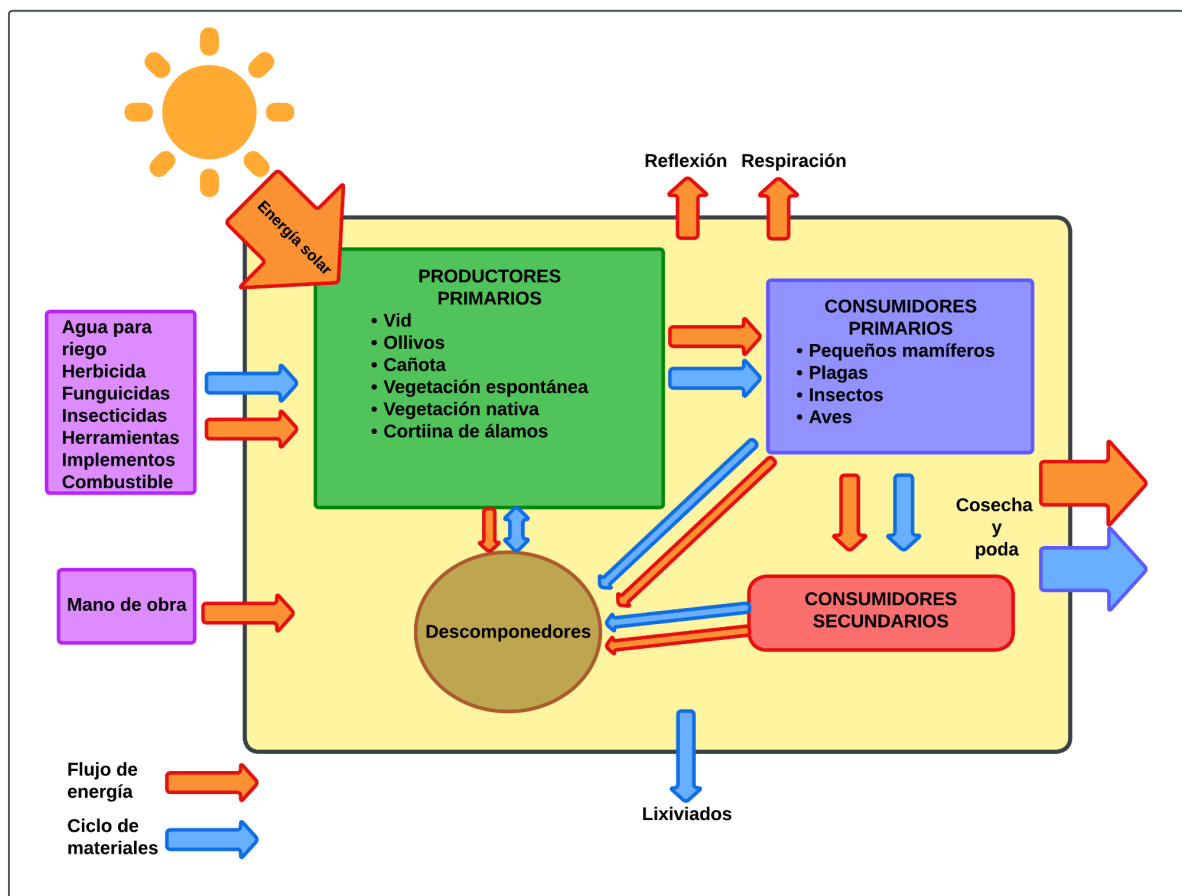 Energía solar
Reflexión
Respiración
PRODUCTORES
PRIMARIOS
• Vid
• Ollivos
• Cañota
• Vegetación espontánea
• Vegetación nativa
• Cortiina de álamos
CONSUMIDORES
PRIMARIOS
• Pequeños mamíferos
• Plagas
• Insectos
• Aves
Agua para
riego
Herbicida
Funguicidas
Insecticidas
Herramientas
Implementos
Combustible
Cosecha
y
poda
Mano de obra
Descomponedores
CONSUMIDORES
SECUNDARIOS
Flujo de
energía
Ciclo de
materiales
Lixiviados